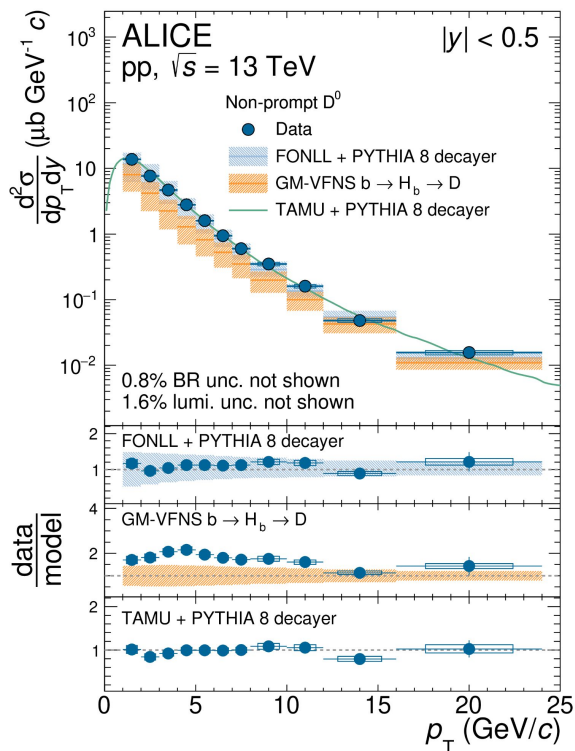 ALICE
|y| < 0.5
pp, √s = 13 TeV
Non-prompt D⁰
Data
FONLL + PYTHIA 8 decayer
GM-VFNS b → H_b → D
TAMU + PYTHIA 8 decayer
0.8% BR unc. not shown
1.6% lumi. unc. not shown
d²σ/dp_T dy (μb GeV⁻¹ c)
10³
10²
10
1
10⁻¹
10⁻²
FONLL + PYTHIA 8 decayer
2
1
GM-VFNS b → H_b → D
4
2
TAMU + PYTHIA 8 decayer
2
1
data/model
0 5 10 15 20 25
p_T (GeV/c)